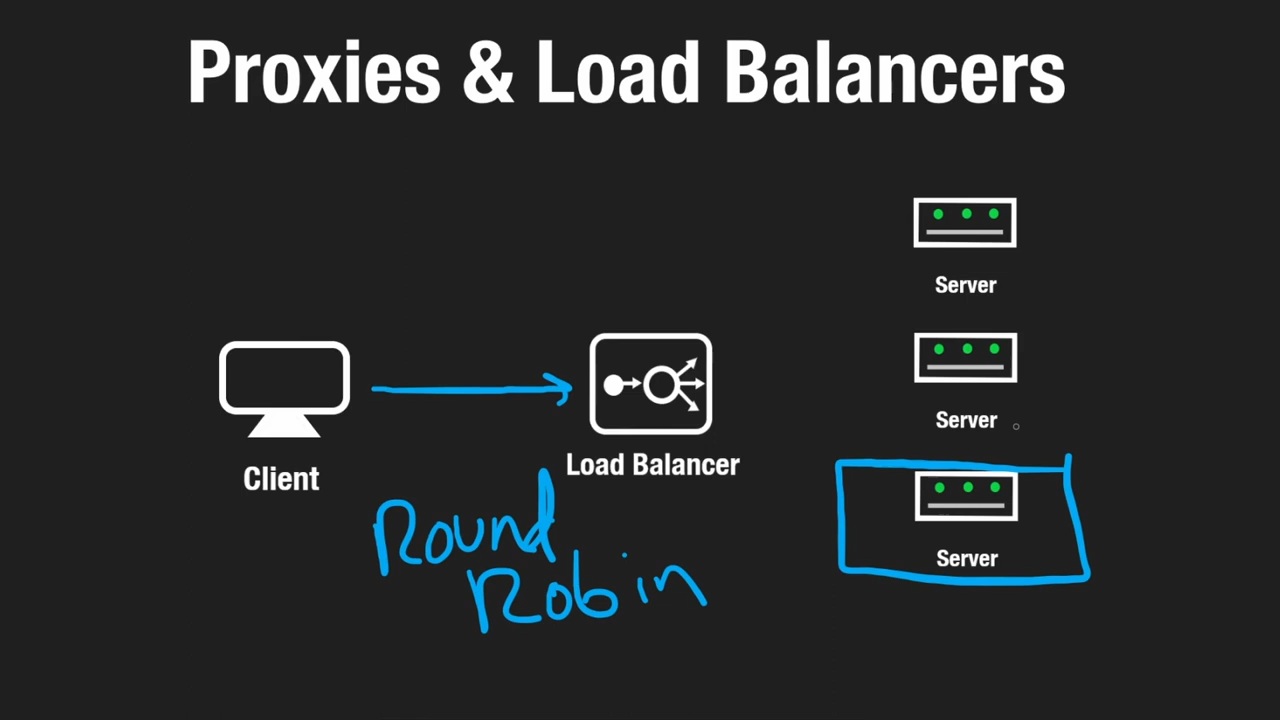 Proxies & Load Balancers
Server
Server
Client
Load Balancer
Round
Robin
Server